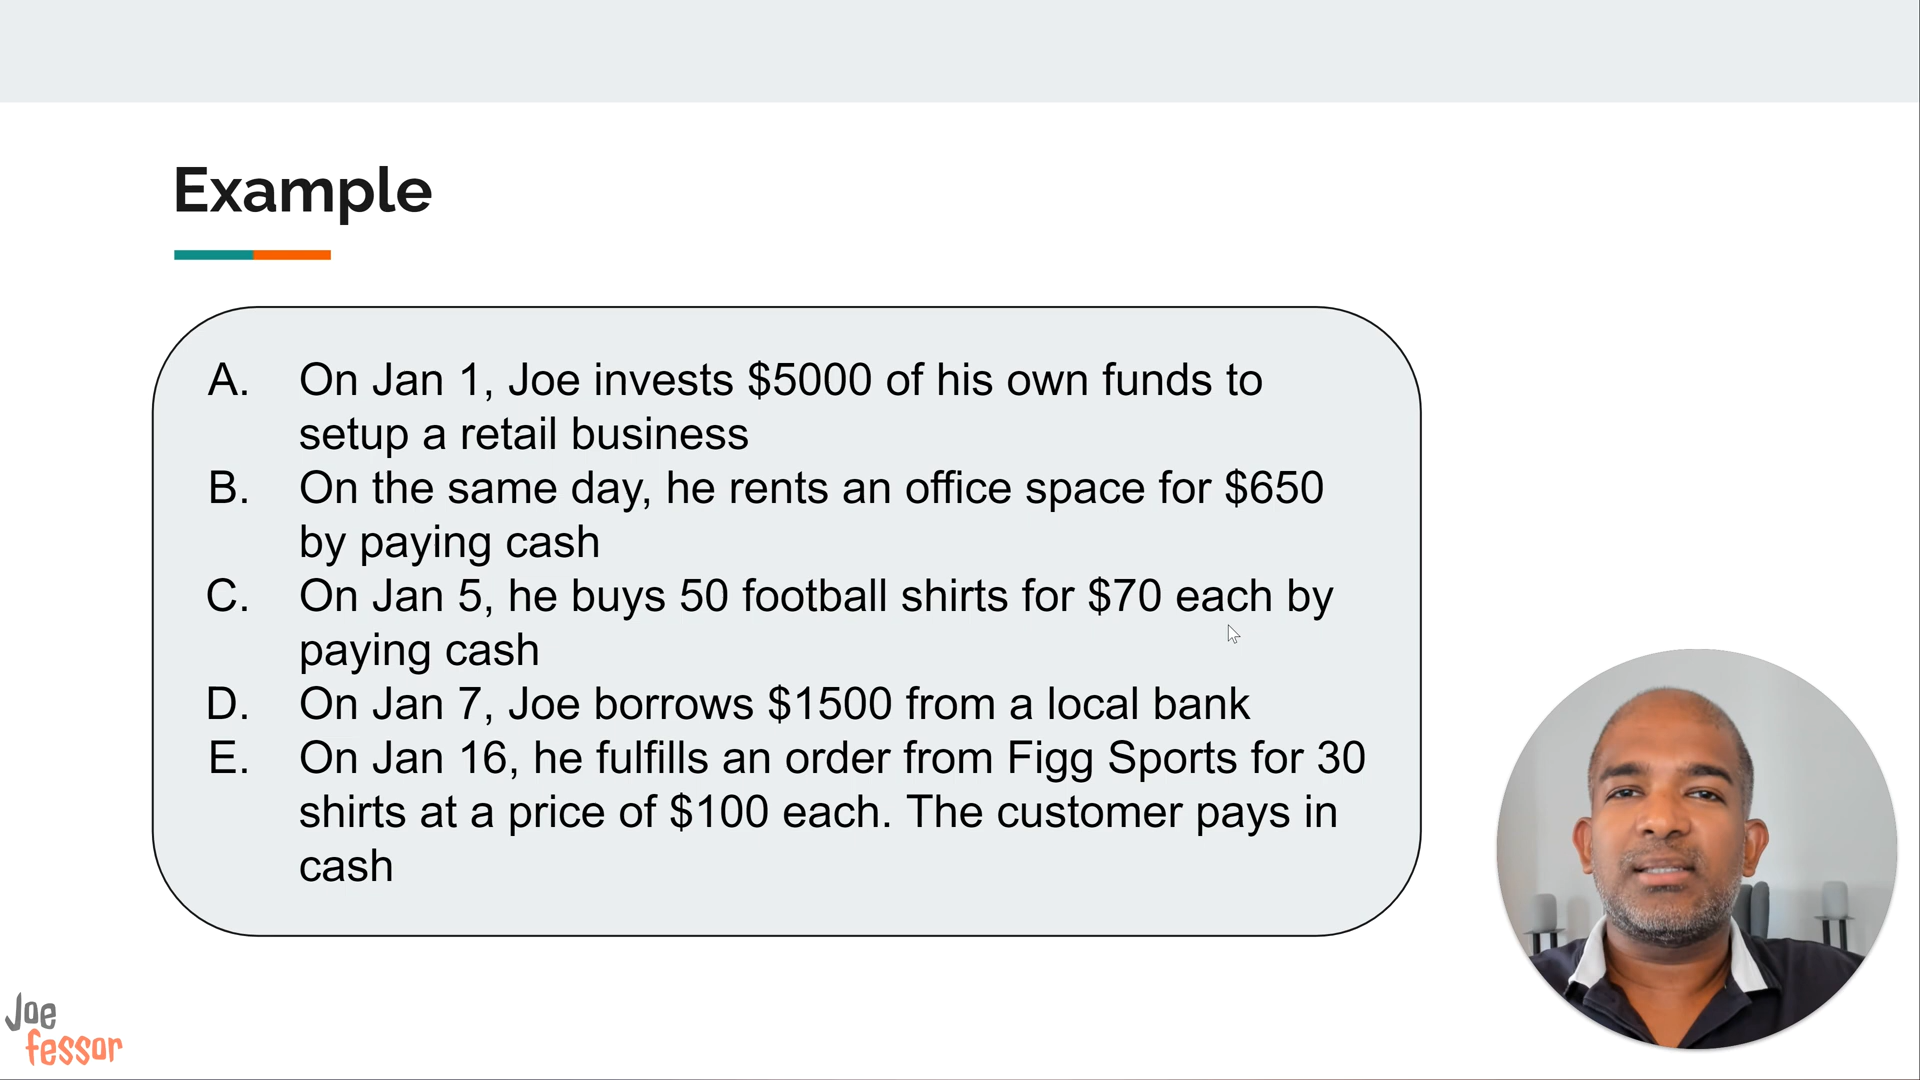 Example
A. On Jan 1, Joe invests $5000 of his own funds to
setup a retail business
B. On the same day, he rents an office space for $650
by paying cash
C. On Jan 5, he buys 50 football shirts for $70 each by
paying cash
D. On Jan 7, Joe borrows $1500 from a local bank
E. On Jan 16, he fulfills an order from Figg Sports for 30
shirts at a price of $100 each. The customer pays in
cash
Joe
fessor